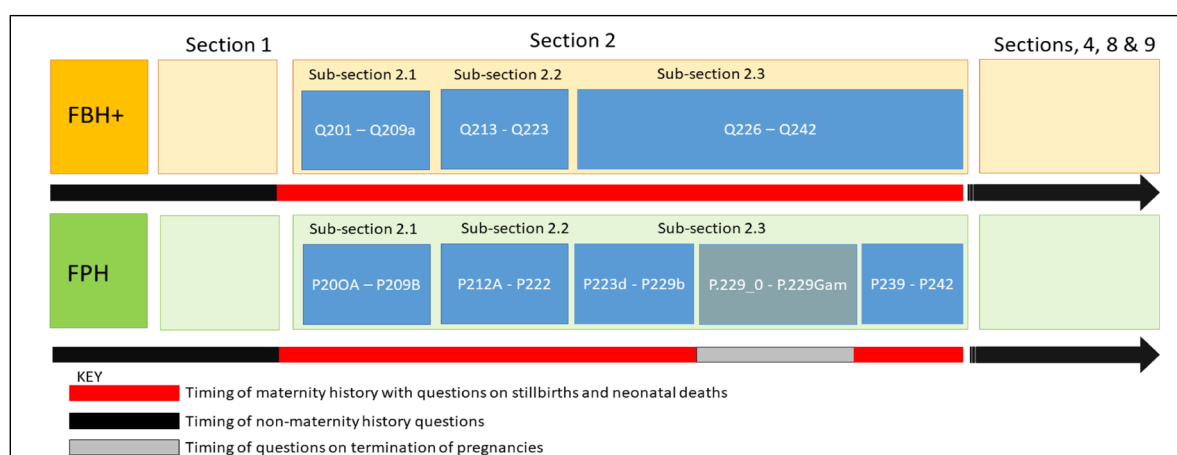 Section 1
Section 2
Sections, 4, 8 & 9
FBH+
Sub-section 2.1
Sub-section 2.2
Sub-section 2.3
Q201 – Q209a
Q213 - Q223
Q226 – Q242
FPH
Sub-section 2.1
Sub-section 2.2
Sub-section 2.3
P20OA – P209B
P212A - P222
P223d - P229b
P.229_0 - P.229Gam
P239 - P242
KEY
Timing of maternity history with questions on stillbirths and neonatal deaths
Timing of non-maternity history questions
Timing of questions on termination of pregnancies